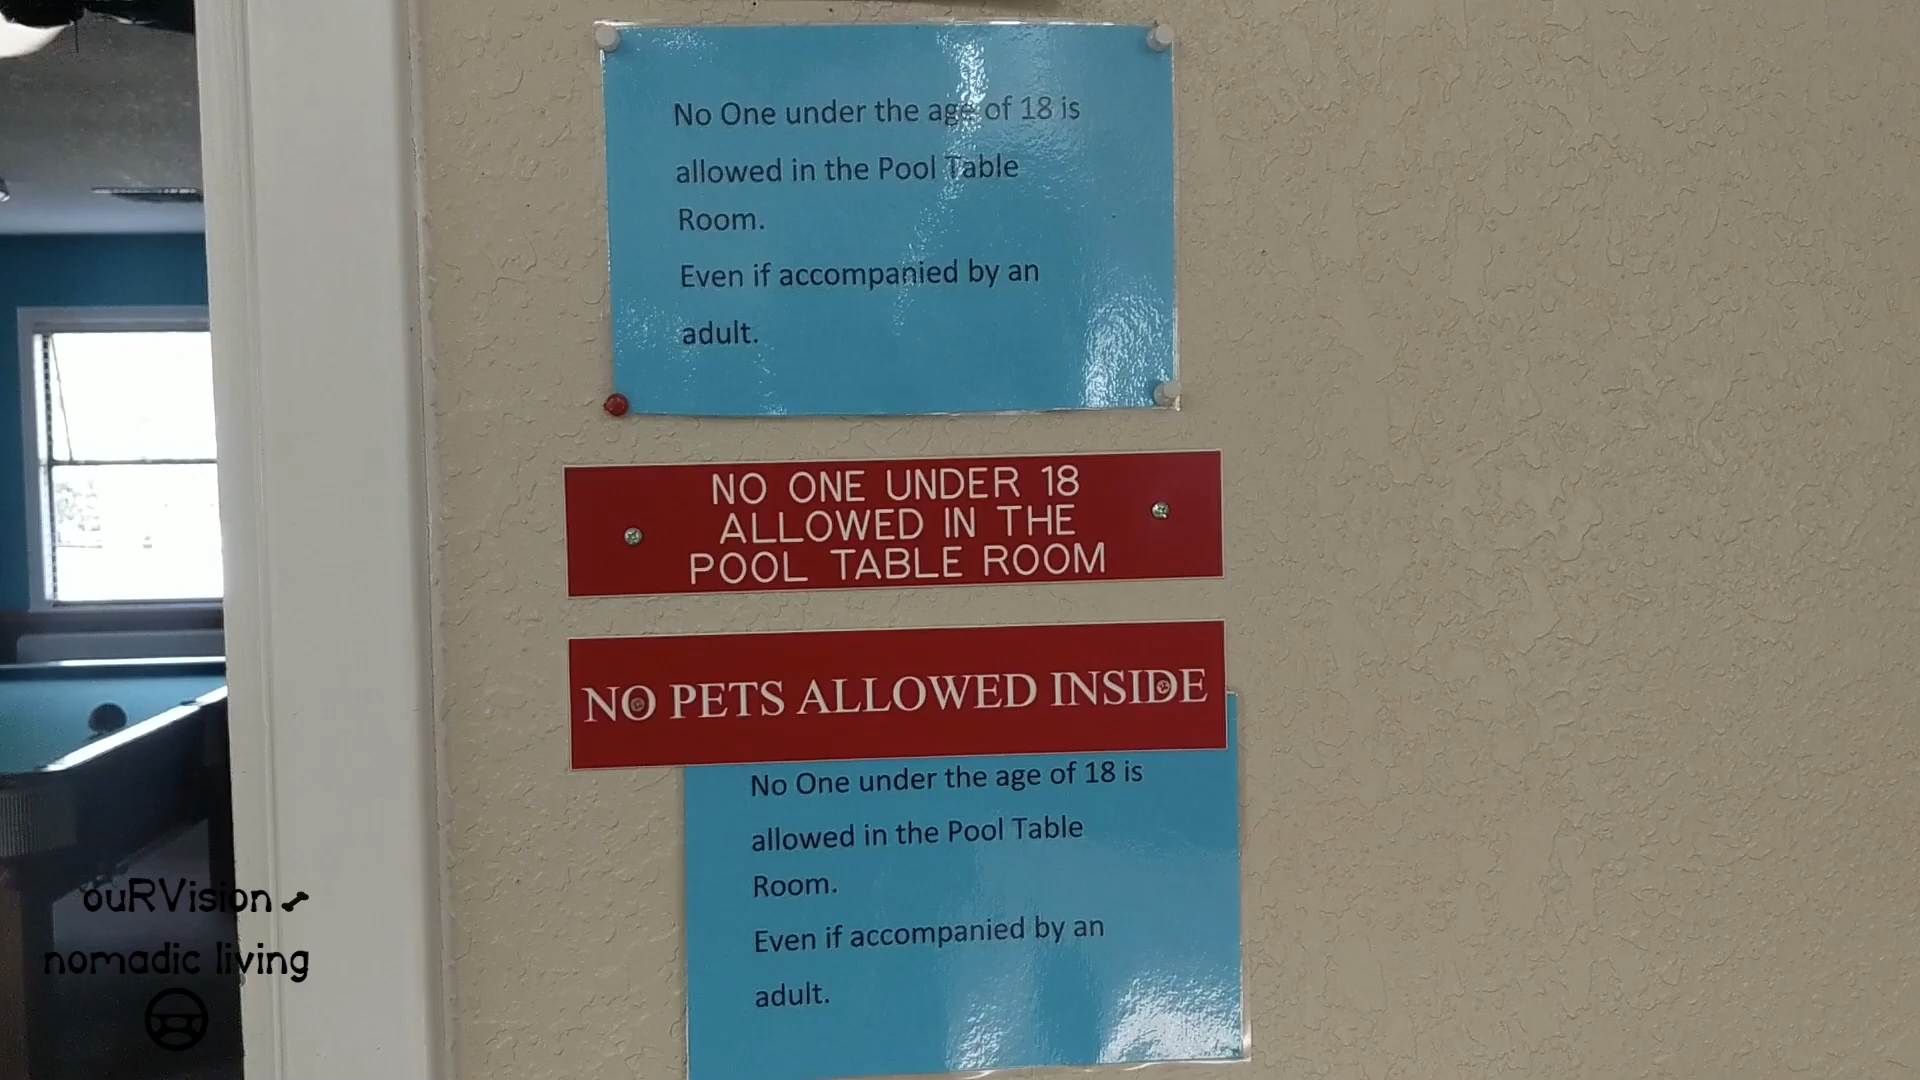 No One under the age of 18 is
allowed in the Pool Table
Room.
Even if accompanied by an
adult.
NO ONE UNDER 18
ALLOWED IN THE
POOL TABLE ROOM
NO PETS ALLOWED INSIDE
No One under the age of 18 is
allowed in the Pool Table
Room.
Even if accompanied by an
adult.
ouRVision
nomadic living